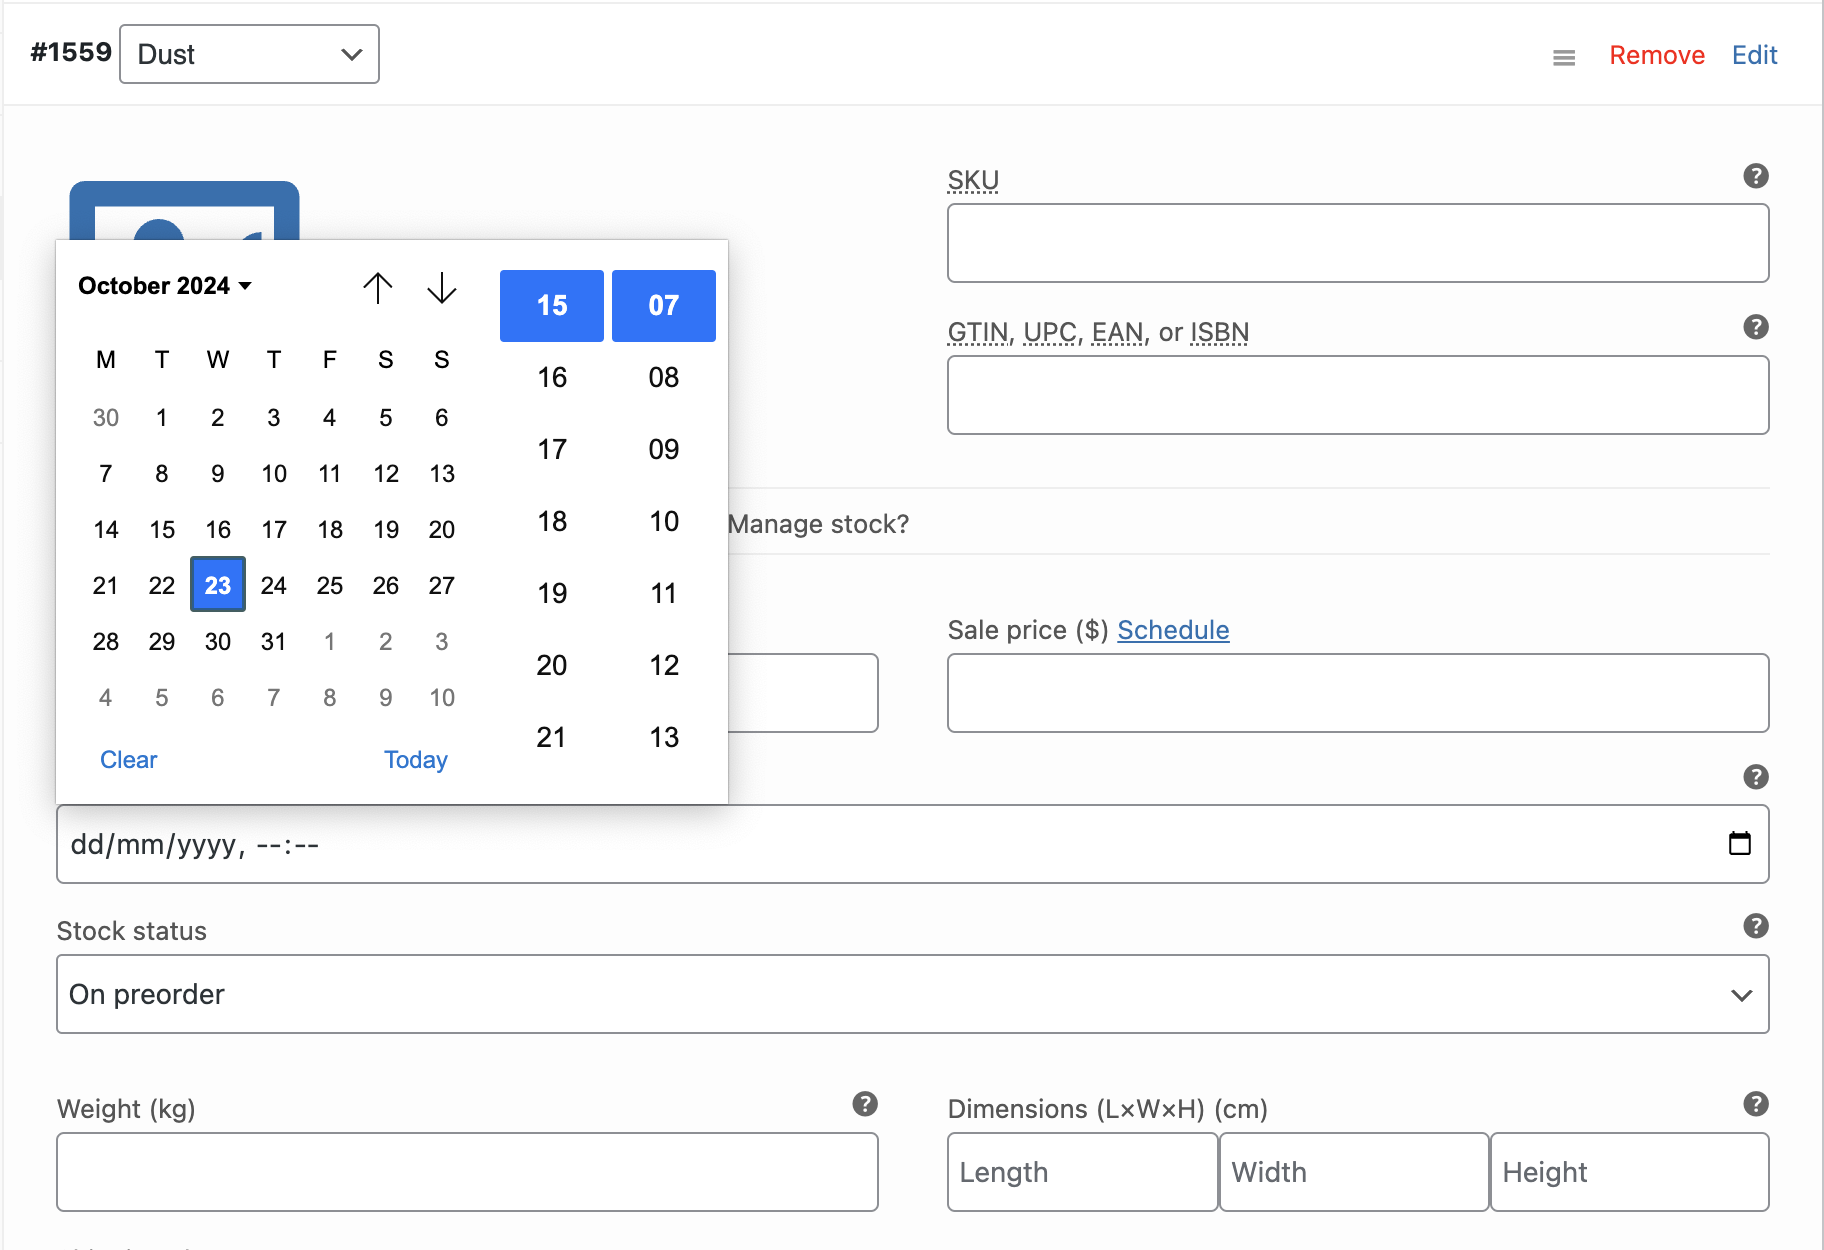 #1559 Dust Remove Edit
SKU ?
GTIN, UPC, EAN, or ISBN ?
October 2024
M T W T F S S
30 1 2 3 4 5 6
7 8 9 10 11 12 13
14 15 16 17 18 19 20
21 22 23 24 25 26 27
28 29 30 31 1 2 3
4 5 6 7 8 9 10
Clear Today
15 07
16 08
17 09
18 10
19 11
20 12
21 13
Manage stock?
Sale price ($) Schedule
?
dd/mm/yyyy, --:--
Stock status ?
On preorder
Weight (kg) ?
Dimensions (L×W×H) (cm) ?
Length Width Height